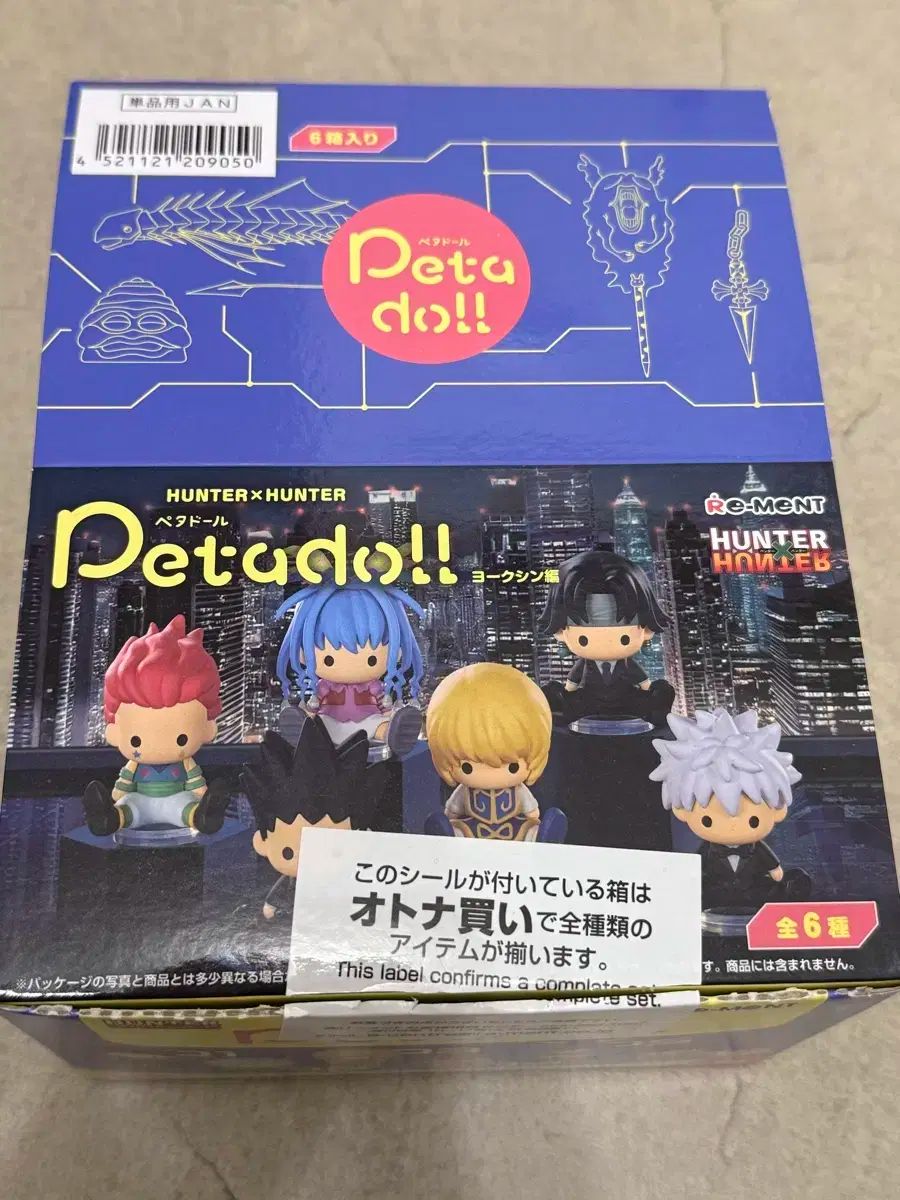 単品用JAN
4 521121 209050
6箱入り
ペタドール
Petadoll
HUNTER×HUNTER
ペタドール
Petadoll
ヨークシン編
Re-MeNT
HUNTER
HUNTER
このシールが付いている箱は
オトナ買いで全種類の
アイテムが揃います。
This label confirms a complete set.
全6種
※パッケージの写真と商品とは多少異なる場合
す。商品には含まれません。